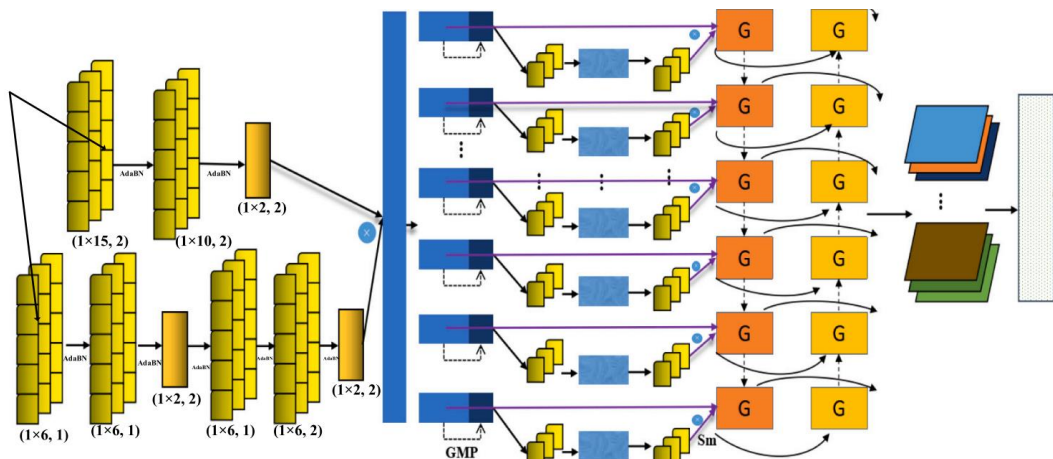 G G
G G
AdaBN AdaBN
(1×2, 2)
G G
(1×15, 2) (1×10, 2)
X
G G
G G
AdaBN AdaBN AdaBN AdaBN
(1×2, 2) (1×2, 2)
(1×6, 1) (1×6, 1) (1×6, 1) (1×6, 2)
G G
GMP Sm